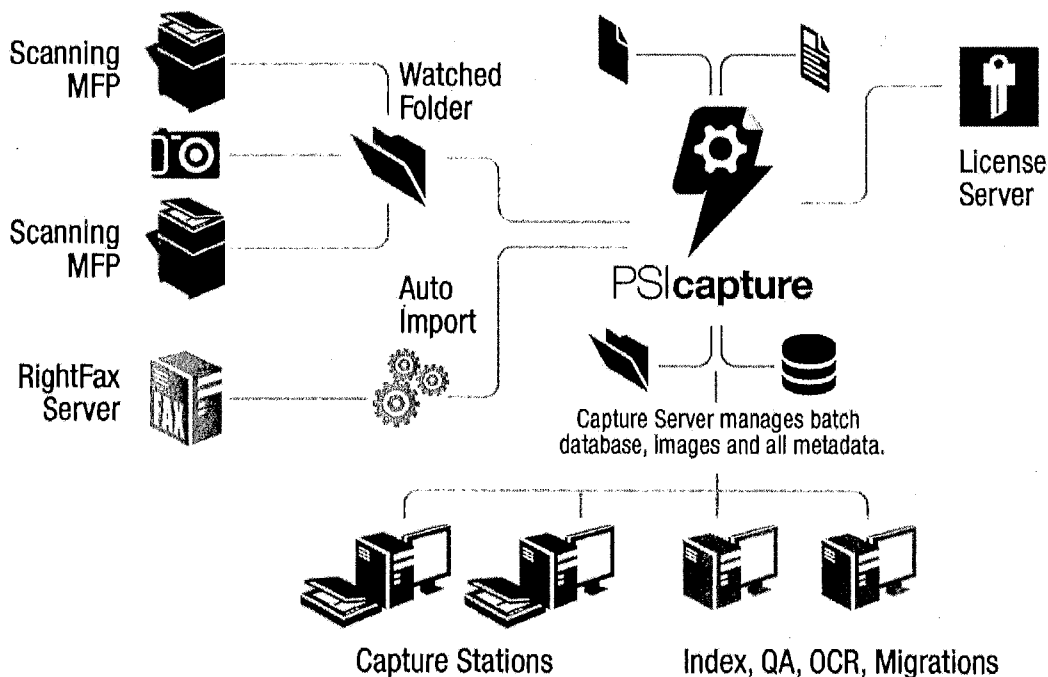 Scanning
MFP
Watched
Folder
License
Server
Scanning
MFP
PSIcapture
Auto
Import
RightFax
Server
FAX
Capture Server manages batch
database, images and all metadata.
Capture Stations
Index, QA, OCR, Migrations